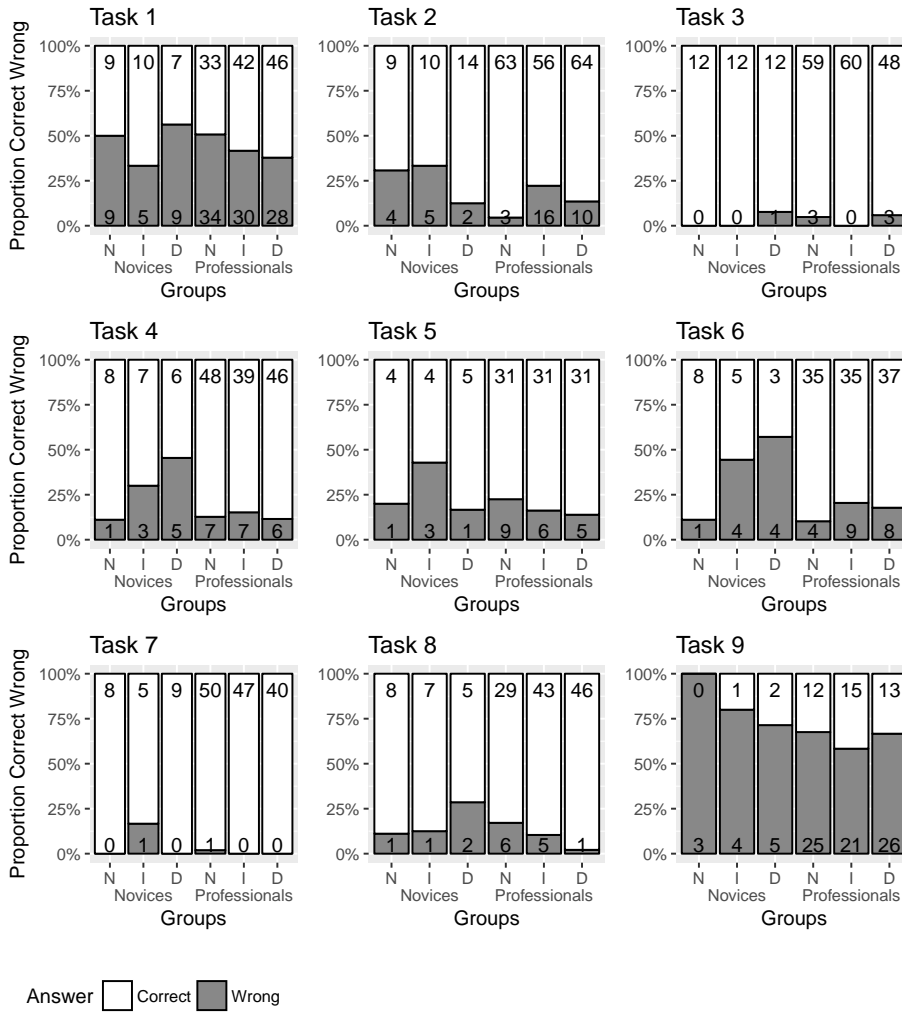 Task 1 Task 2 Task 3
Proportion Correct Wrong
100% 9 10 7 33 42 46 100% 9 10 14 63 56 64 100% 12 12 12 59 60 48
75% 75% 75%
50% 50% 50%
25% 25% 25%
0% 9 5 9 34 30 28 0% 4 5 2 3 16 10 0% 0 0 1 3 0 3
N I D N I D N I D N I D N I D N I D
Novices Professionals Novices Professionals Novices Professionals
Groups Groups Groups
Task 4 Task 5 Task 6
Proportion Correct Wrong
100% 8 7 6 48 39 46 100% 4 4 5 31 31 31 100% 8 5 3 35 35 37
75% 75% 75%
50% 50% 50%
25% 25% 25%
0% 1 3 5 7 7 6 0% 1 3 1 9 6 5 0% 1 4 4 4 9 8
N I D N I D N I D N I D N I D N I D
Novices Professionals Novices Professionals Novices Professionals
Groups Groups Groups
Task 7 Task 8 Task 9
Proportion Correct Wrong
100% 8 5 9 50 47 40 100% 8 7 5 29 43 46 100% 0 1 2 12 15 13
75% 75% 75%
50% 50% 50%
25% 25% 25%
0% 0 1 0 1 0 0 0% 1 1 2 6 5 1 0% 3 4 5 25 21 26
N I D N I D N I D N I D N I D N I D
Novices Professionals Novices Professionals Novices Professionals
Groups Groups Groups
Answer Correct Wrong